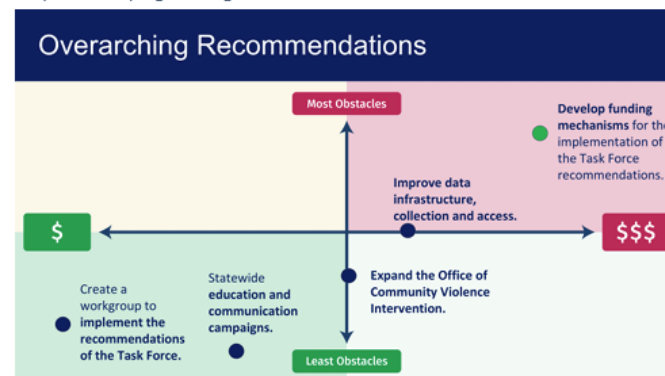 Overarching Recommendations
Most Obstacles
Develop funding
mechanisms for the
implementation of
the Task Force
recommendations.
Improve data
infrastructure,
collection and access.
$
$$$
Create a
workgroup to
implement the
recommendations
of the Task Force.
Statewide
education and
communication
campaigns.
Expand the Office of
Community Violence
Intervention.
Least Obstacles